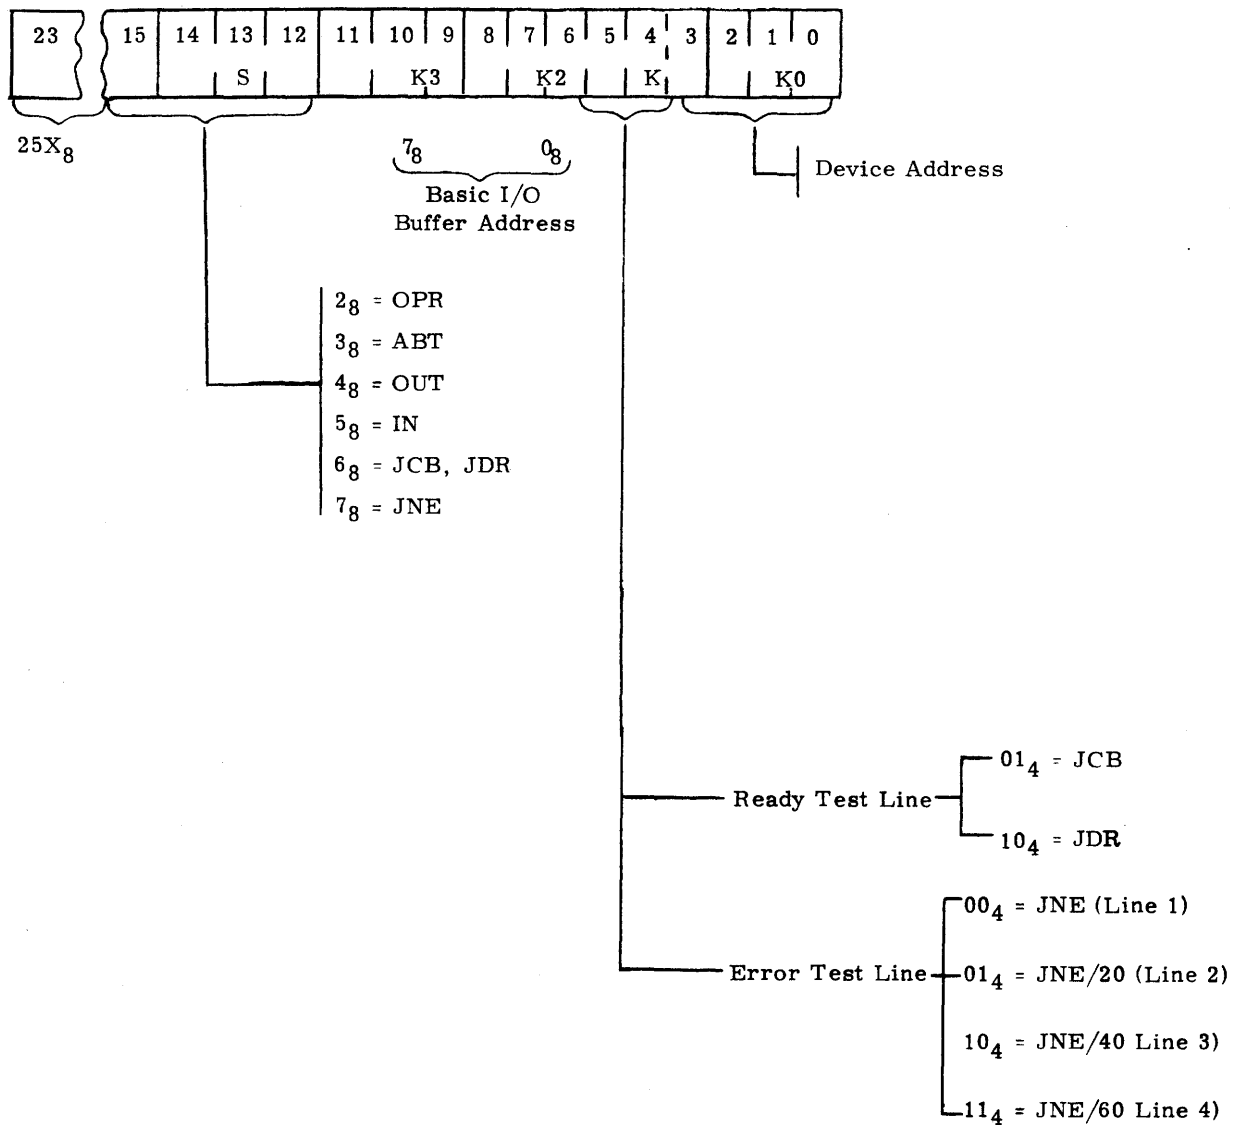 23 15 14 13 12 11 10 9 8 7 6 5 4 3 2 1 0
S K3 K2 K K0
25X8
78 08
Basic I/O
Buffer Address
Device Address
28 = OPR
38 = ABT
48 = OUT
58 = IN
68 = JCB, JDR
78 = JNE
Ready Test Line
014 = JCB
104 = JDR
Error Test Line
004 = JNE (Line 1)
014 = JNE/20 (Line 2)
104 = JNE/40 Line 3)
114 = JNE/60 Line 4)